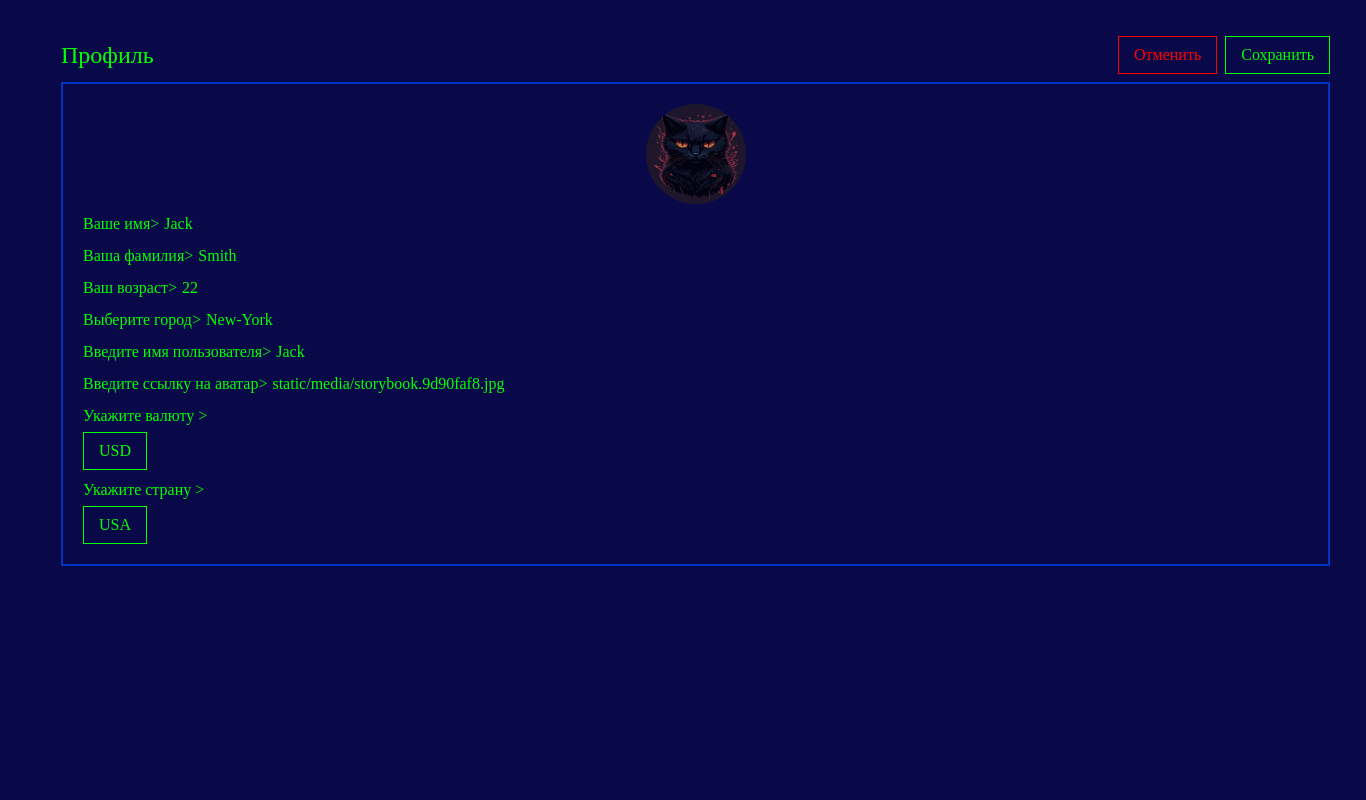 Профиль
Отменить
Сохранить
Ваше имя> Jack
Ваша фамилия> Smith
Ваш возраст> 22
Выберите город> New-York
Введите имя пользователя> Jack
Введите ссылку на аватар> static/media/storybook.9d90faf8.jpg
Укажите валюту >
USD
Укажите страну >
USA